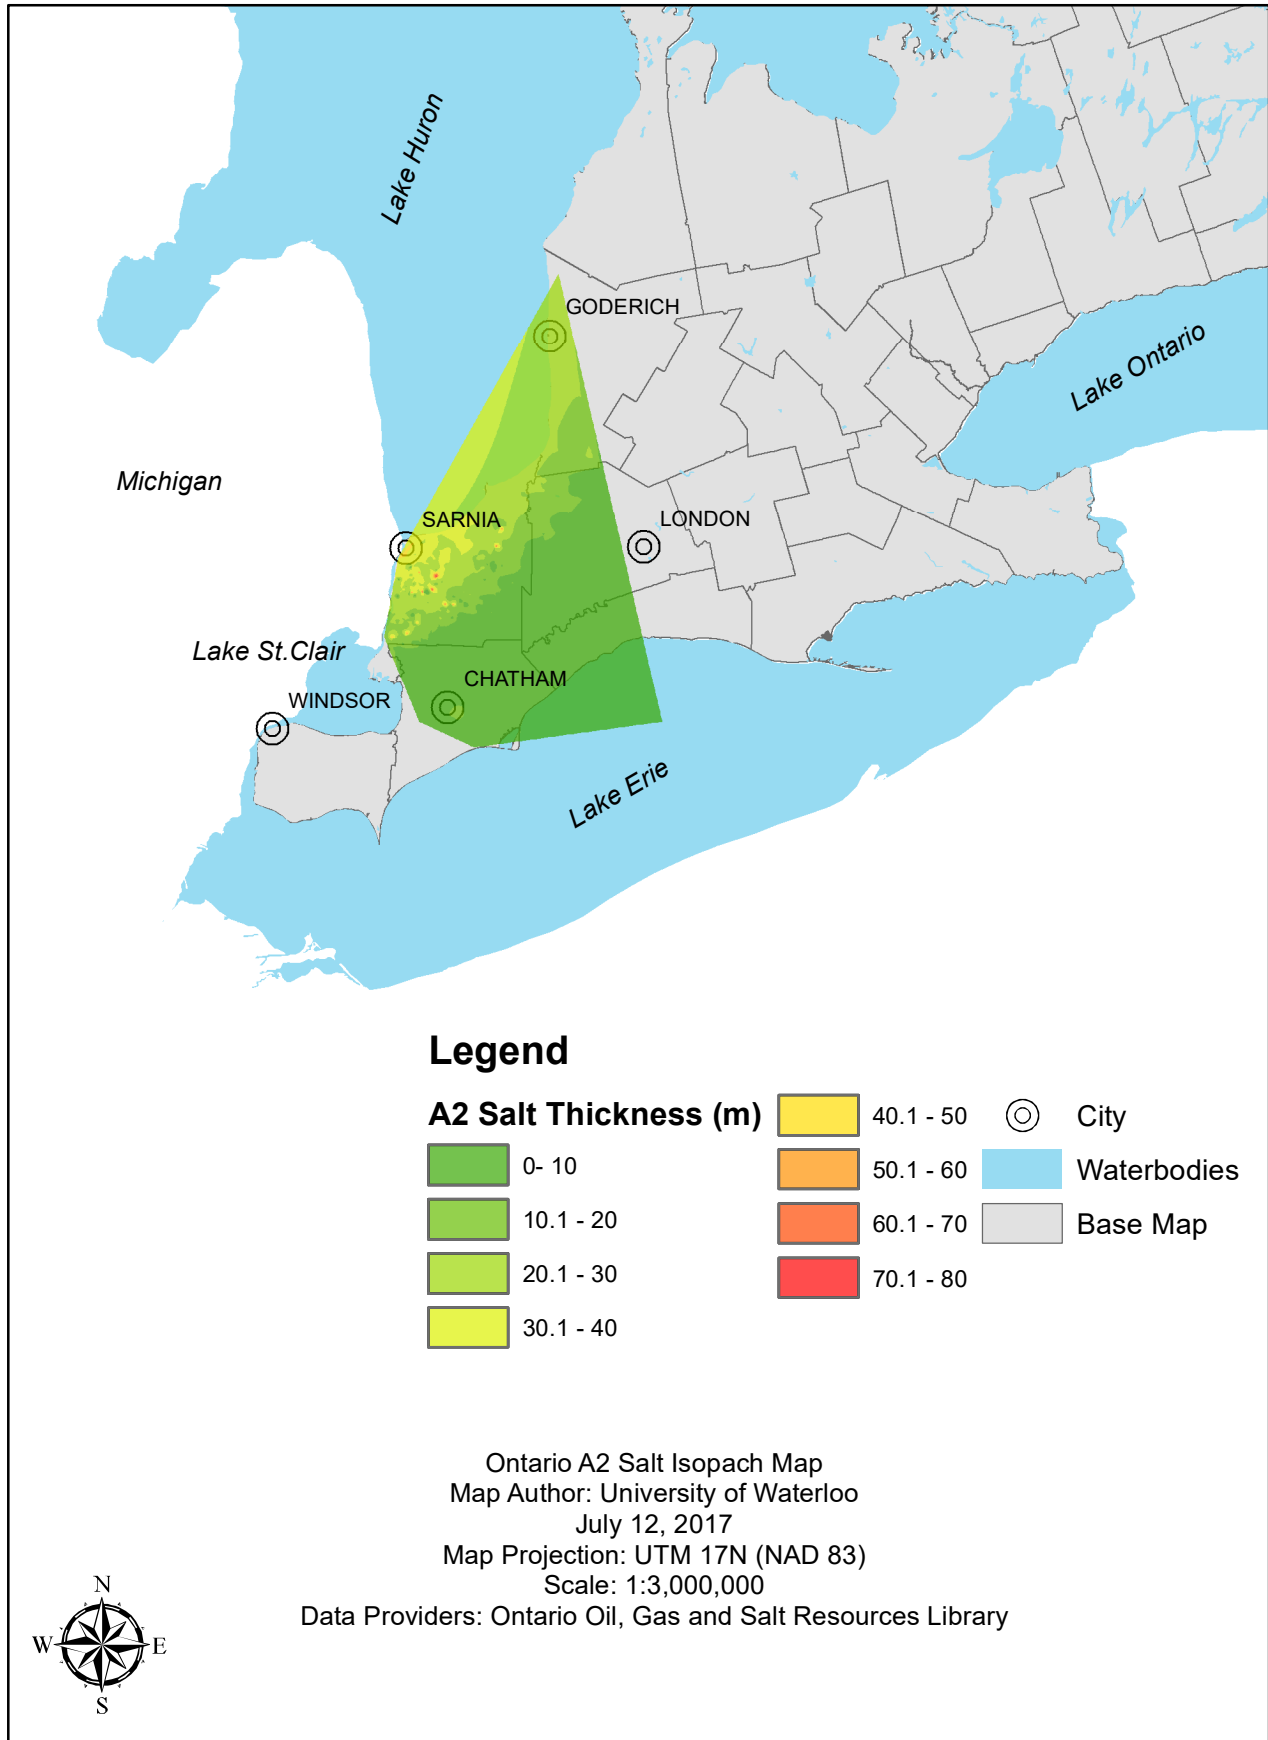 Lake Huron
GODERICH
Lake Ontario
Michigan
SARNIA
LONDON
Lake St.Clair
CHATHAM
WINDSOR
Lake Erie
Legend
A2 Salt Thickness (m)
0- 10
10.1 - 20
20.1 - 30
30.1 - 40
40.1 - 50
50.1 - 60
60.1 - 70
70.1 - 80
City
Waterbodies
Base Map
Ontario A2 Salt Isopach Map
Map Author: University of Waterloo
July 12, 2017
Map Projection: UTM 17N (NAD 83)
Scale: 1:3,000,000
Data Providers: Ontario Oil, Gas and Salt Resources Library
N
W
E
S